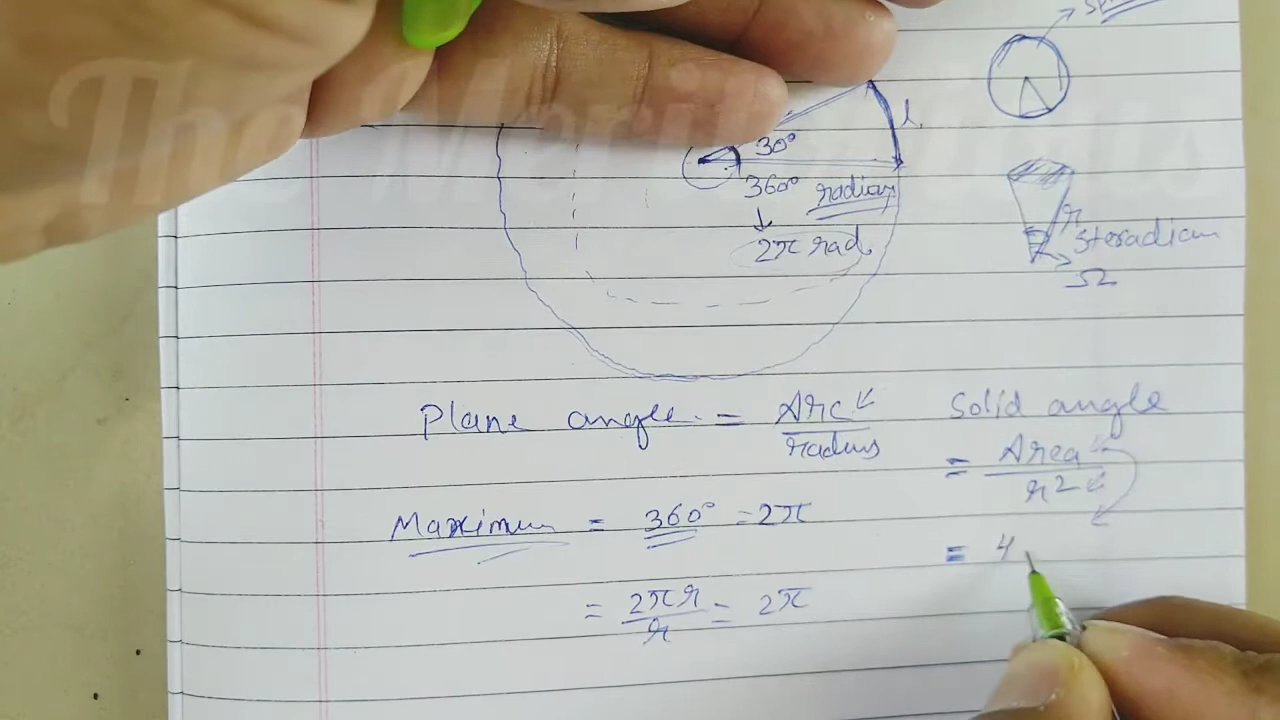 l
30°
360° radian
2π rad
r
steradian
Ω
Plane angle = Arc
radius
Solid angle
= Area
r²
Maximum = 360° = 2π
= 2πr = 2π
r
= 4